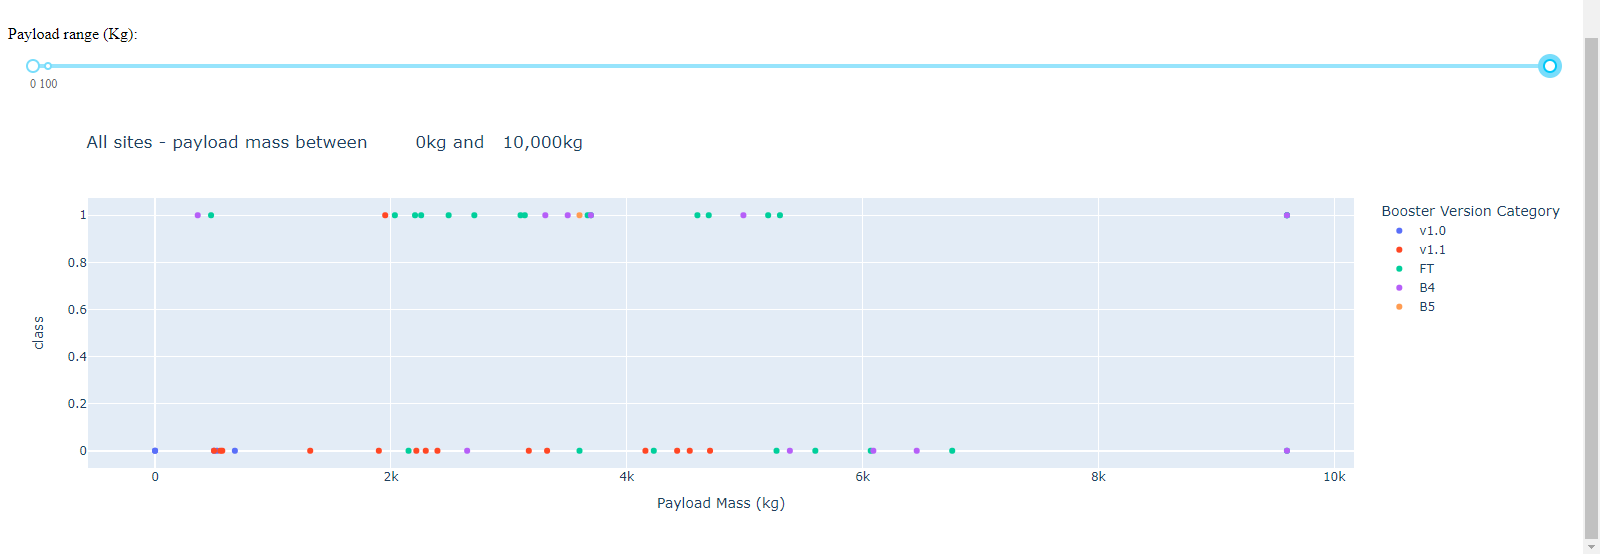 Payload range (Kg):
0 100
All sites - payload mass between 0kg and 10,000kg
Booster Version Category
v1.0
v1.1
FT
B4
B5
class
1
0.8
0.6
0.4
0.2
0
0 2k 4k 6k 8k 10k
Payload Mass (kg)